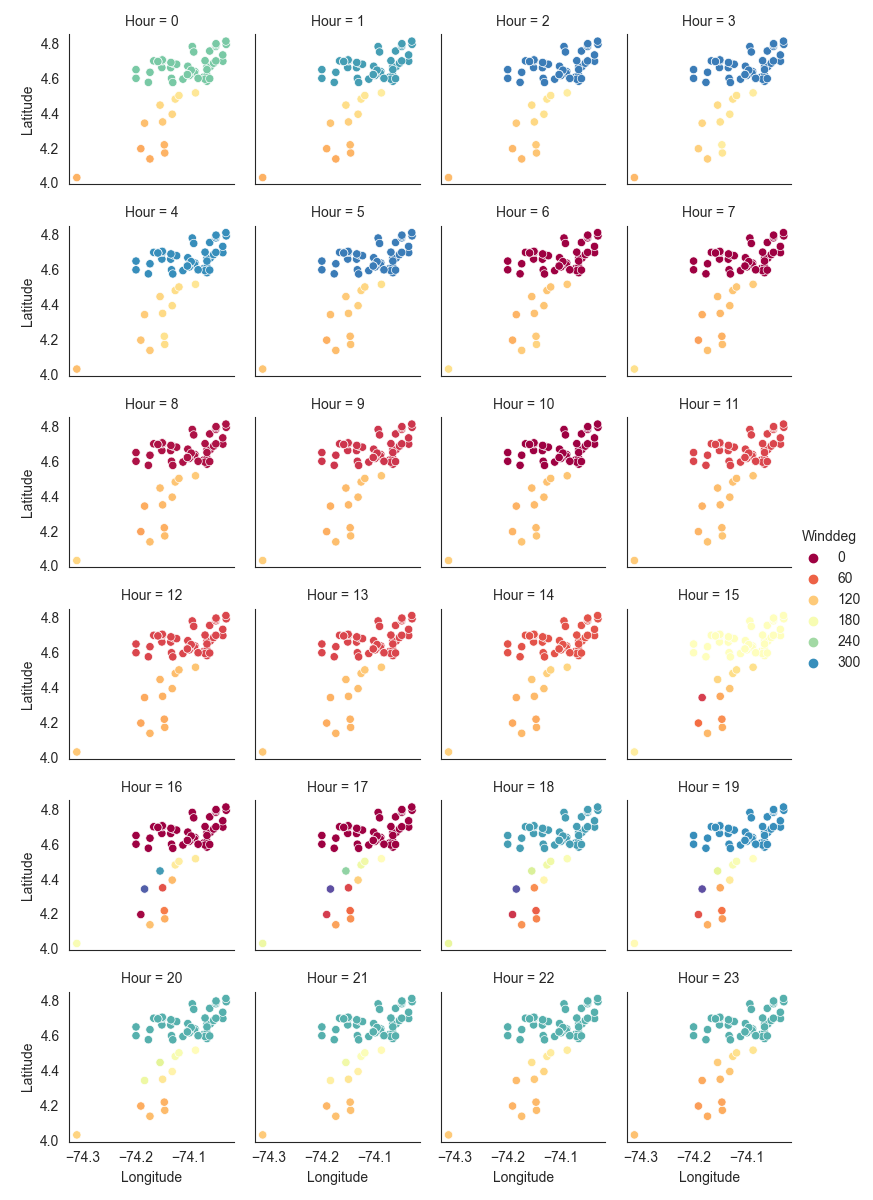 Hour = 0 Hour = 1 Hour = 2 Hour = 3
4.8
4.6
4.4
4.2
4.0
Latitude
Hour = 4 Hour = 5 Hour = 6 Hour = 7
4.8
4.6
4.4
4.2
4.0
Latitude
Hour = 8 Hour = 9 Hour = 10 Hour = 11
4.8
4.6
4.4
4.2
4.0
Latitude
Hour = 12 Hour = 13 Hour = 14 Hour = 15
4.8
4.6
4.4
4.2
4.0
Latitude
Hour = 16 Hour = 17 Hour = 18 Hour = 19
4.8
4.6
4.4
4.2
4.0
Latitude
Hour = 20 Hour = 21 Hour = 22 Hour = 23
4.8
4.6
4.4
4.2
4.0
Latitude
−74.3 −74.2 −74.1 −74.3 −74.2 −74.1 −74.3 −74.2 −74.1 −74.3 −74.2 −74.1
Longitude Longitude Longitude Longitude
Winddeg
0
60
120
180
240
300